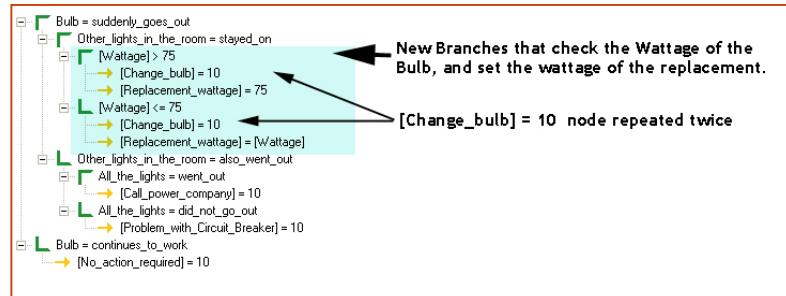 Bulb = suddenly_goes_out
Other_lights_in_the_room = stayed_on
[Wattage] > 75
[Change_bulb] = 10
[Replacement_wattage] = 75
[Wattage] <= 75
[Change_bulb] = 10
[Replacement_wattage] = [Wattage]
Other_lights_in_the_room = also_went_out
All_the_lights = went_out
[Call_power_company] = 10
All_the_lights = did_not_go_out
[Problem_with_Circuit_Breaker] = 10
Bulb = continues_to_work
[No_action_required] = 10
New Branches that check the Wattage of the
Bulb, and set the wattage of the replacement.
[Change_bulb] = 10 node repeated twice